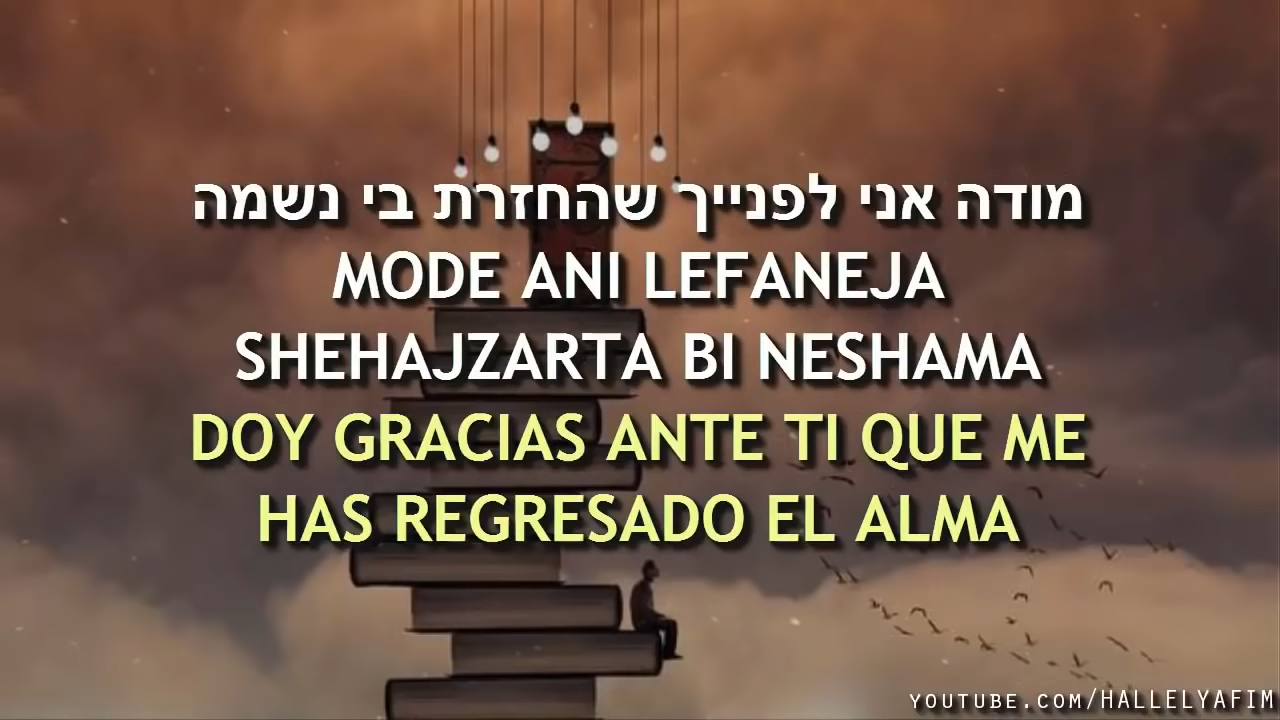 מודה אני לפנייך שהחזרת בי נשמה
MODE ANI LEFANEJA
SHEHAJZARTA BI NESHAMA
DOY GRACIAS ANTE TI QUE ME
HAS REGRESADO EL ALMA
YOUTUBE.COM/HALLELYAFIM